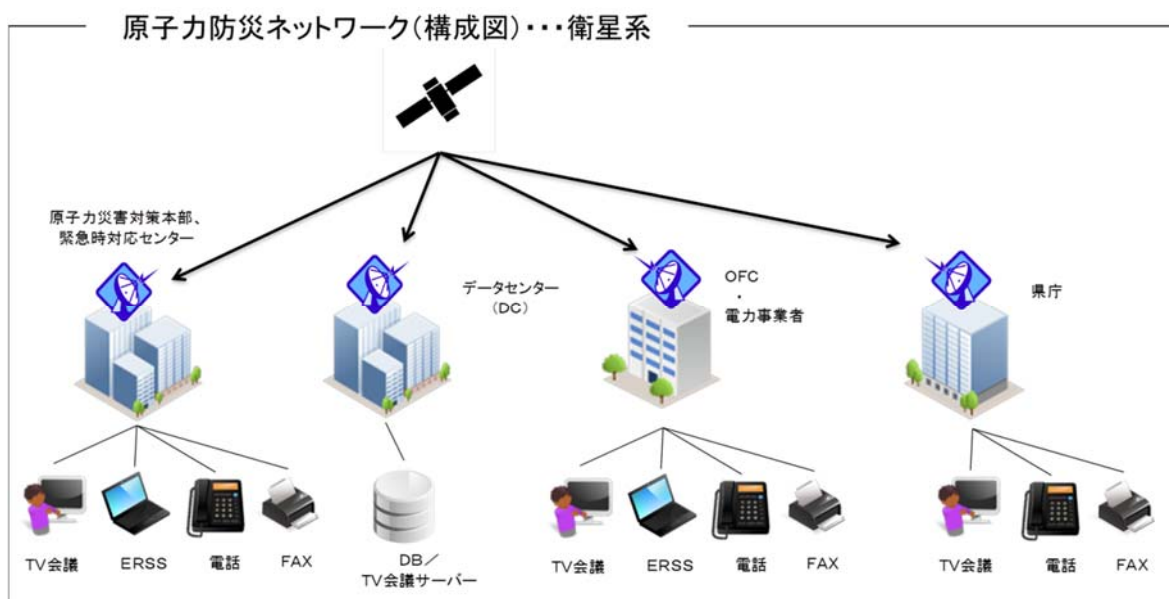 原子力防災ネットワーク(構成図)・・・衛星系
原子力災害対策本部、
緊急時対応センター
データセンター
(DC)
OFC
・
電力事業者
県庁
TV会議
ERSS
電話
FAX
DB/
TV会議サーバー
TV会議
ERSS
電話
FAX
TV会議
電話
FAX